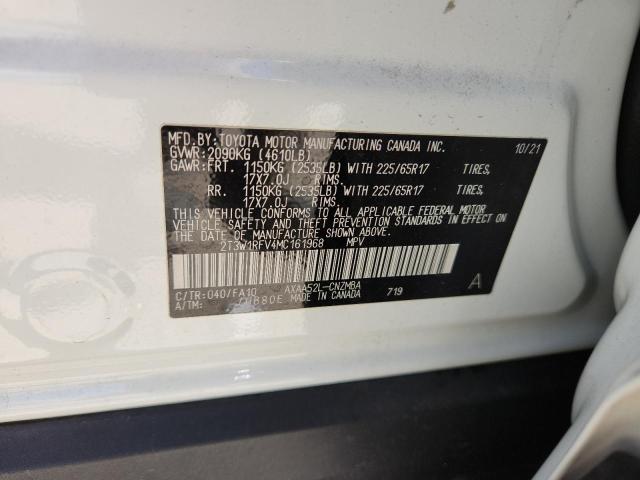 MFD.BY:TOYOTA MOTOR MANUFACTURING CANADA INC. 10/21
GVWR:2090KG (4610LB)
GAWR:FRT. 1150KG (2535LB) WITH 225/65R17 TIRES,
17X7.0J RIMS.
RR. 1150KG (2535LB) WITH 225/65R17 TIRES,
17X7.0J RIMS.
THIS VEHICLE CONFORMS TO ALL APPLICABLE FEDERAL MOTOR
VEHICLE SAFETY AND THEFT PREVENTION STANDARDS IN EFFECT ON
THE DATE OF MANUFACTURE SHOWN ABOVE.
2T3W1RFV4MC161968 MPV
C/TR:040/FA10 AXAA52L-CNZMBA A
A/TM: /UB80E MADE IN CANADA 719